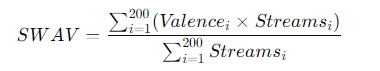 SWAV = \frac{\sum_{i=1}^{200}(Valence_i \times Streams_i)}{\sum_{i=1}^{200} Streams_i}